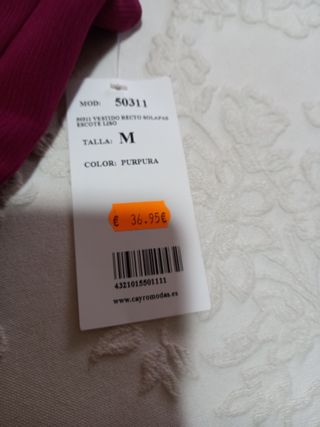 MOD: 50311
50311 VESTIDO RECTO SOLAPAS
ESCOTE LISO
TALLA: M
COLOR: PURPURA
€ 36.95€
4321015501111
www.cayromodas.es